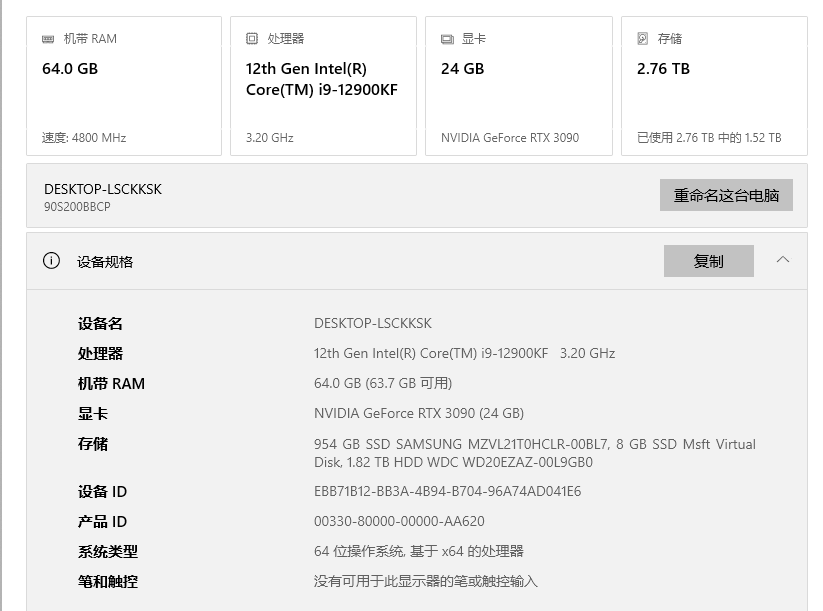 机带 RAM
64.0 GB
速度: 4800 MHz
处理器
12th Gen Intel(R)
Core(TM) i9-12900KF
3.20 GHz
显卡
24 GB
NVIDIA GeForce RTX 3090
存储
2.76 TB
已使用 2.76 TB 中的 1.52 TB
DESKTOP-LSCKKSK
90S200BBCP
重命名这台电脑
设备规格
复制
设备名 DESKTOP-LSCKKSK
处理器 12th Gen Intel(R) Core(TM) i9-12900KF 3.20 GHz
机带 RAM 64.0 GB (63.7 GB 可用)
显卡 NVIDIA GeForce RTX 3090 (24 GB)
存储 954 GB SSD SAMSUNG MZVL21T0HCLR-00BL7, 8 GB SSD Msft Virtual
Disk, 1.82 TB HDD WDC WD20EZAZ-00L9GB0
设备 ID EBB71B12-BB3A-4B94-B704-96A74AD041E6
产品 ID 00330-80000-00000-AA620
系统类型 64 位操作系统, 基于 x64 的处理器
笔和触控 没有可用于此显示器的笔或触控输入